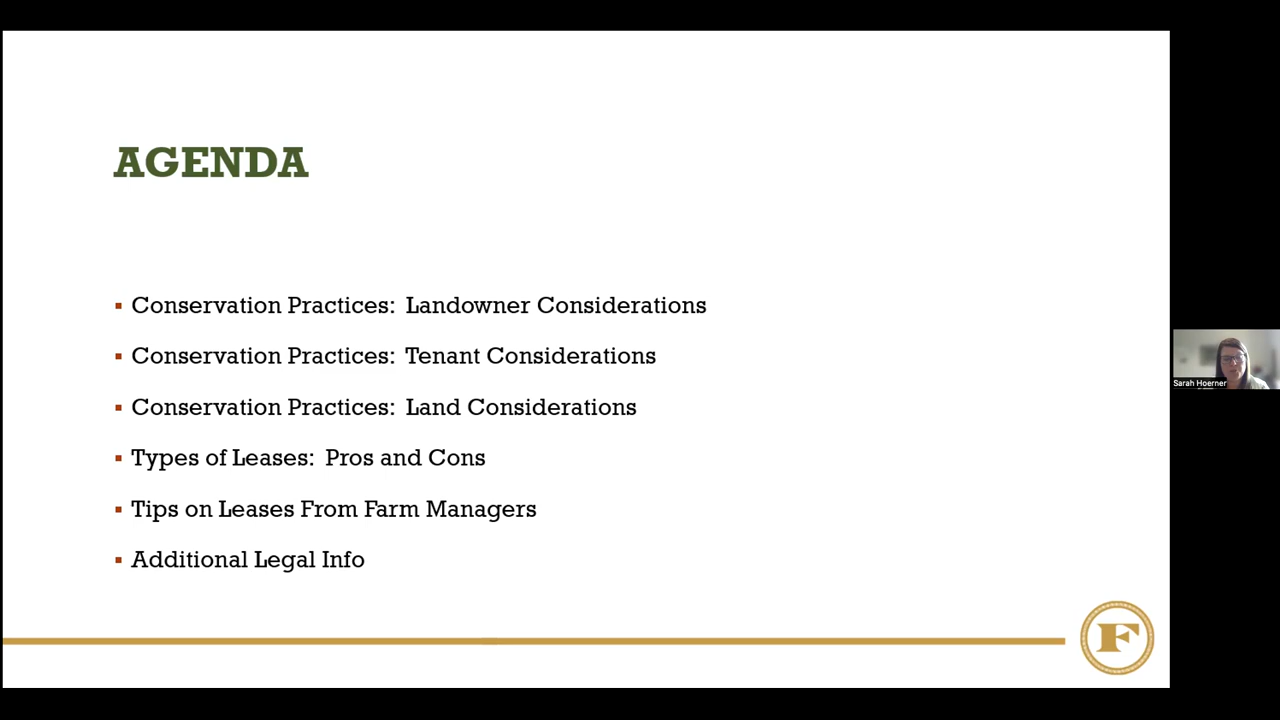 AGENDA
▪ Conservation Practices: Landowner Considerations
▪ Conservation Practices: Tenant Considerations
▪ Conservation Practices: Land Considerations
▪ Types of Leases: Pros and Cons
▪ Tips on Leases From Farm Managers
▪ Additional Legal Info
F
Sarah Hoerner